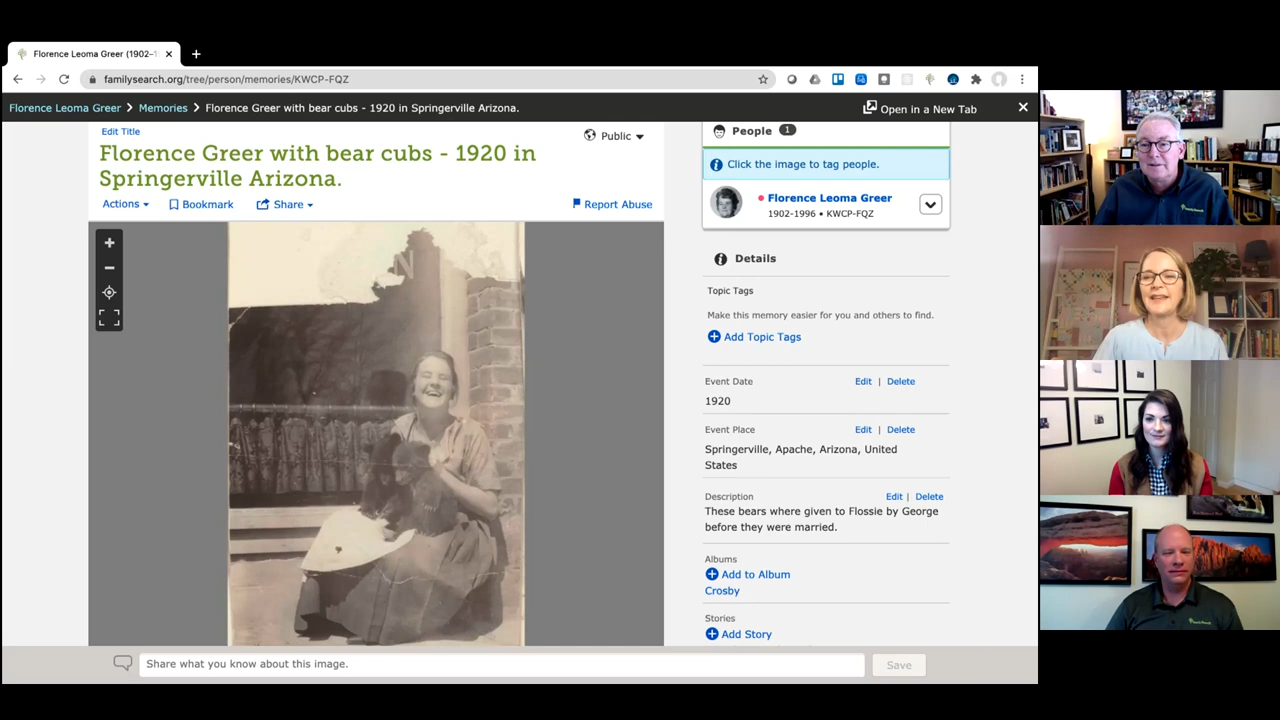 Florence Leoma Greer (1902–1
familysearch.org/tree/person/memories/KWCP-FQZ
Florence Leoma Greer > Memories > Florence Greer with bear cubs - 1920 in Springerville Arizona.
Open in a New Tab
Edit Title
Public
Florence Greer with bear cubs - 1920 in
Springerville Arizona.
Actions
Bookmark
Share
Report Abuse
N
People 1
Click the image to tag people.
Florence Leoma Greer
1902-1996 • KWCP-FQZ
Details
Topic Tags
Make this memory easier for you and others to find.
Add Topic Tags
Event Date Edit | Delete
1920
Event Place Edit | Delete
Springerville, Apache, Arizona, United
States
Description Edit | Delete
These bears where given to Flossie by George
before they were married.
Albums
Add to Album
Crosby
Stories
Add Story
Share what you know about this image.
Save